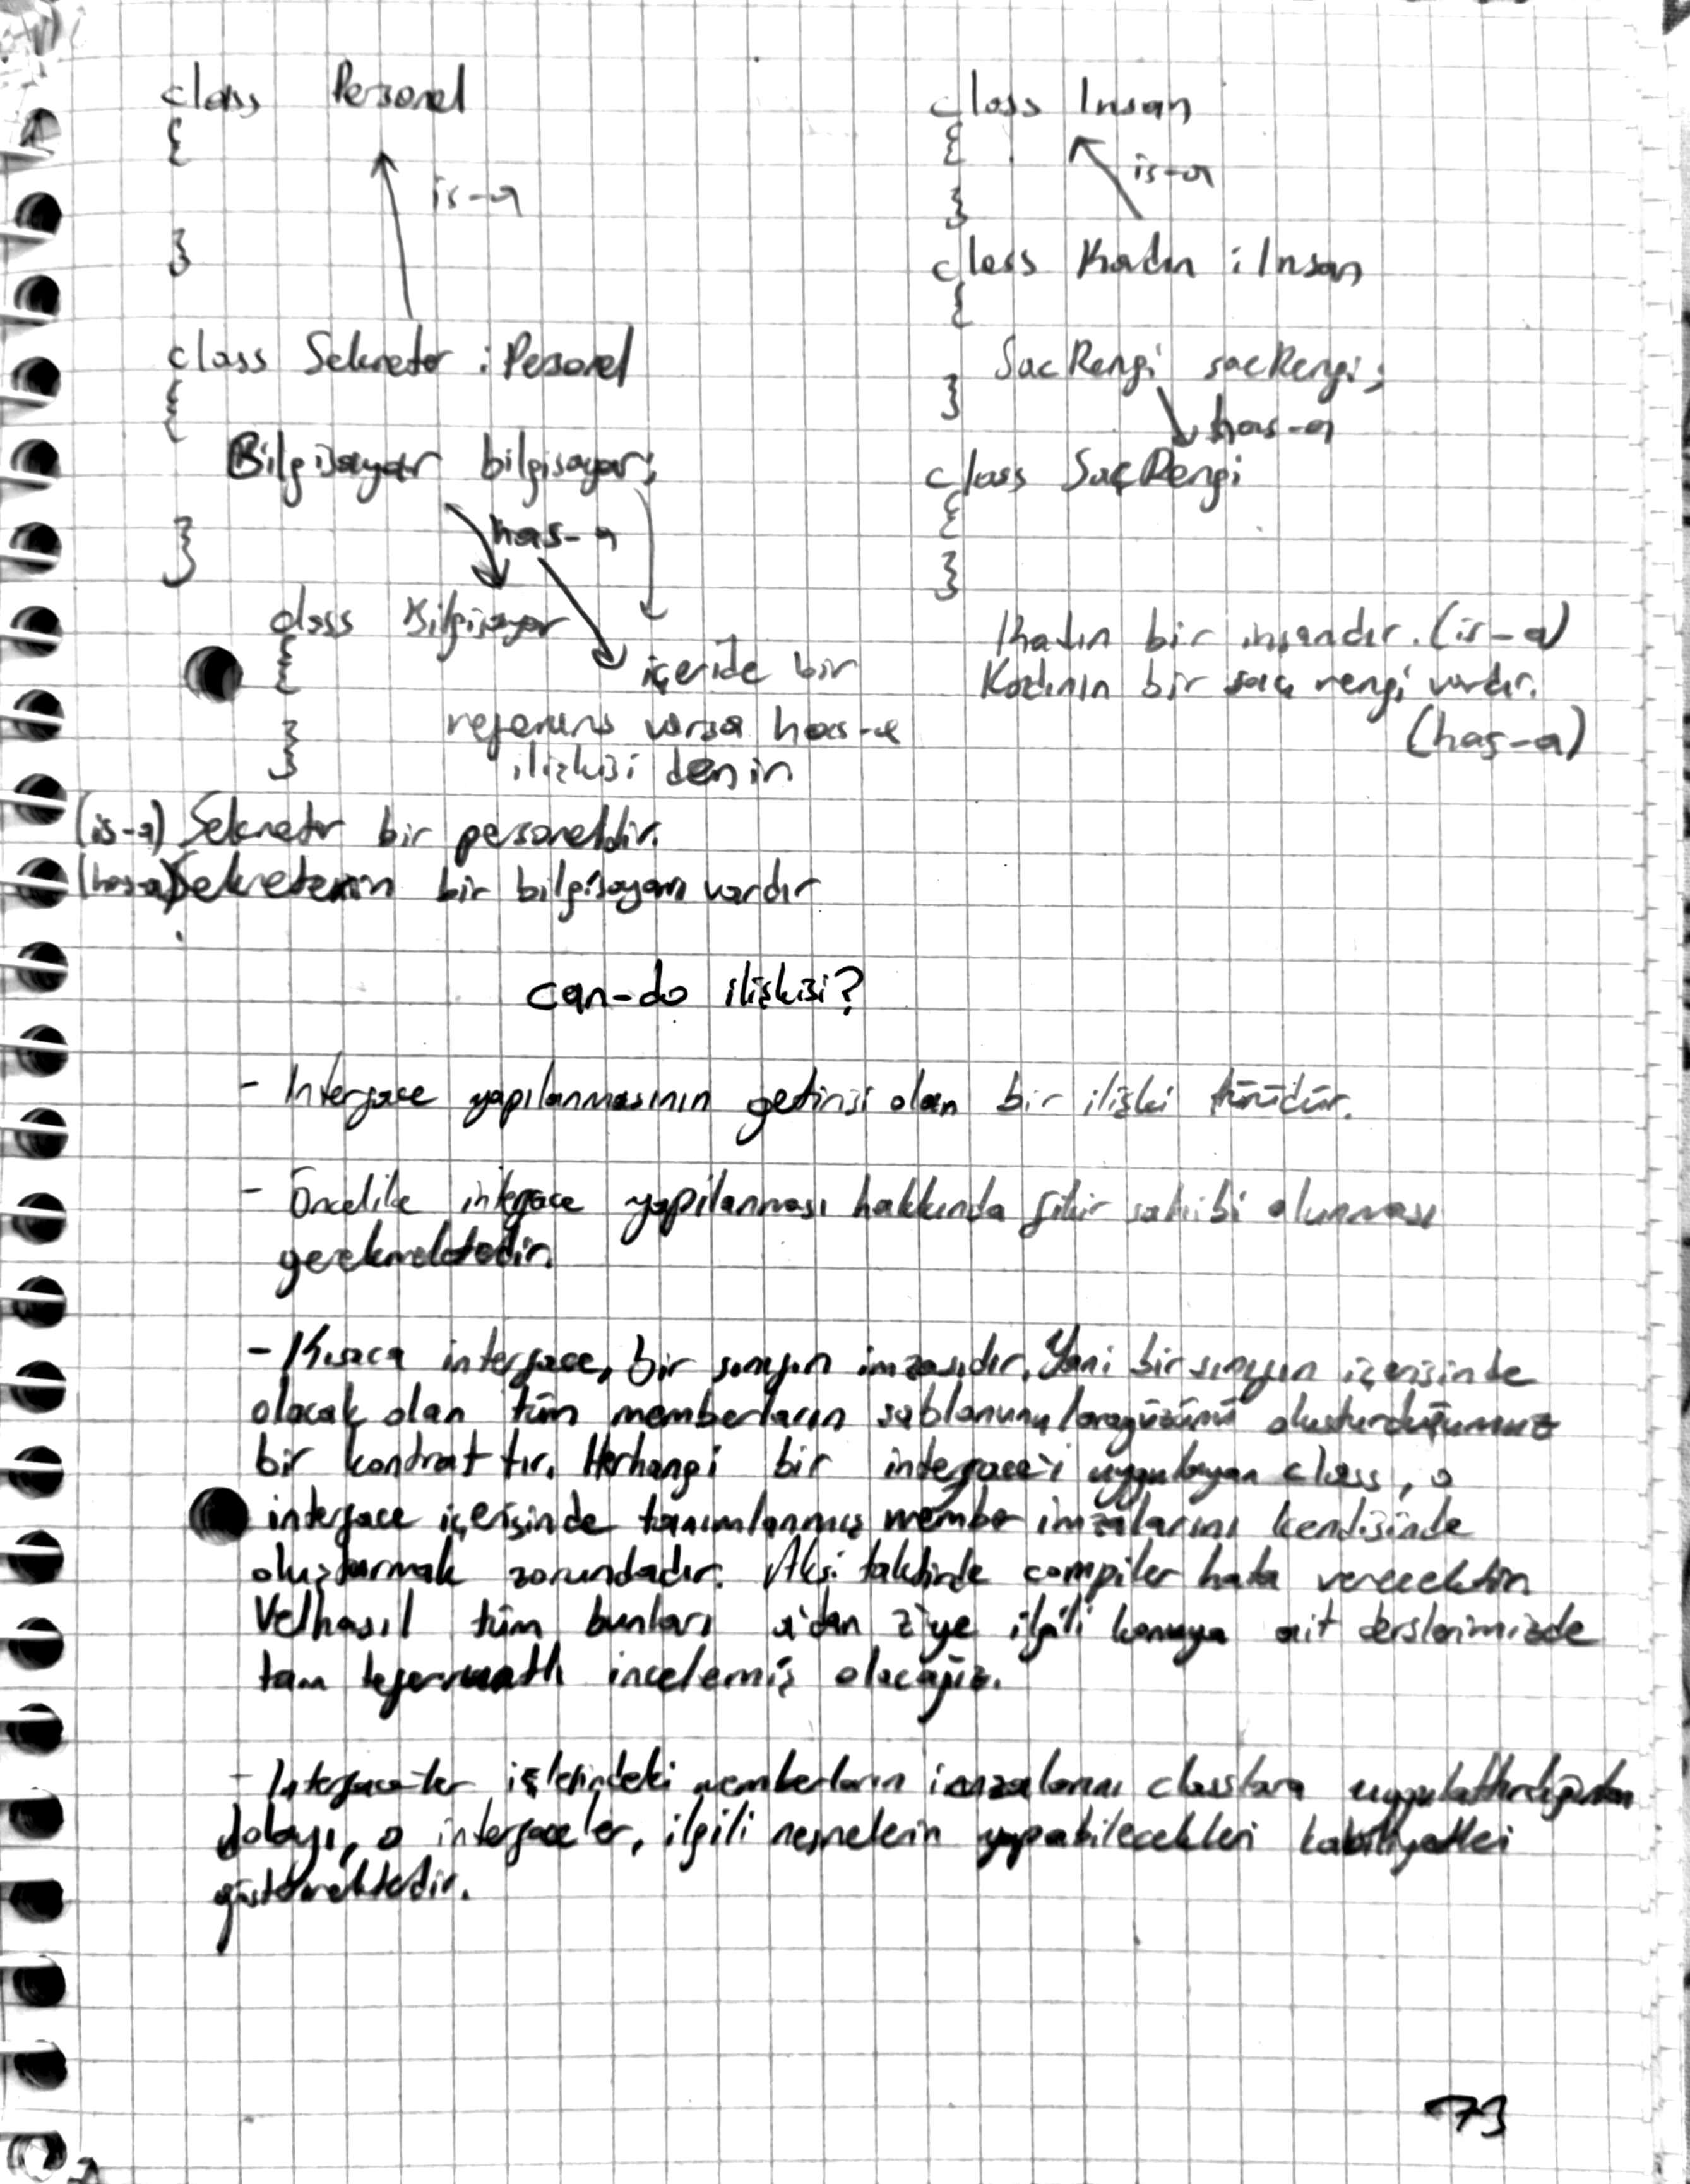 class Personel
{
is-a
}
class Sekreter : Personel
{
Bilgisayar bilgisayar;
has-a
}
class Bilgisayar
{
}
içeride bir
referans varsa has-a
ilişkisi denir
(is-a) Sekreter bir personeldir.
(has-a) Sekreterin bir bilgisayarı vardır
class Insan
{
is-a
}
class Kadın : Insan
{
SacRengi sacRengi;
}
has-a
class SaçRengi
{
}
Kadın bir insandır. (is-a)
Kadının bir saç rengi vardır.
(has-a)
can-do ilişkisi?
- Interface yapılanmasının getirisi olan bir ilişki türüdür.
- Öncelikle interface yapılanması hakkında fikir sahibi olunması
gerekmektedir.
- Kısaca interface, bir sınıfın imzasıdır. Yani bir sınıfın içerisinde
olacak olan tüm memberların şablonunu/arayüzünü oluşturduğumuz
bir kontrattır. Herhangi bir interface'i uygulayan class, o
interface içerisinde tanımlanmış member imzalarını kendisinde
oluşturmak zorundadır. Aksi taktirde compiler hata verecektir.
Velhasıl tüm bunları a'dan z'ye ilgili konuya ait derslerimizde
tam teferruatlı incelemiş olacağız.
- Interface'ler içlerindeki memberların imzalarını classlara uygulattırdığından
dolayı, o interfaceler, ilgili nesnelerin yapabilecekleri kabiliyetleri
göstermektedir.
73